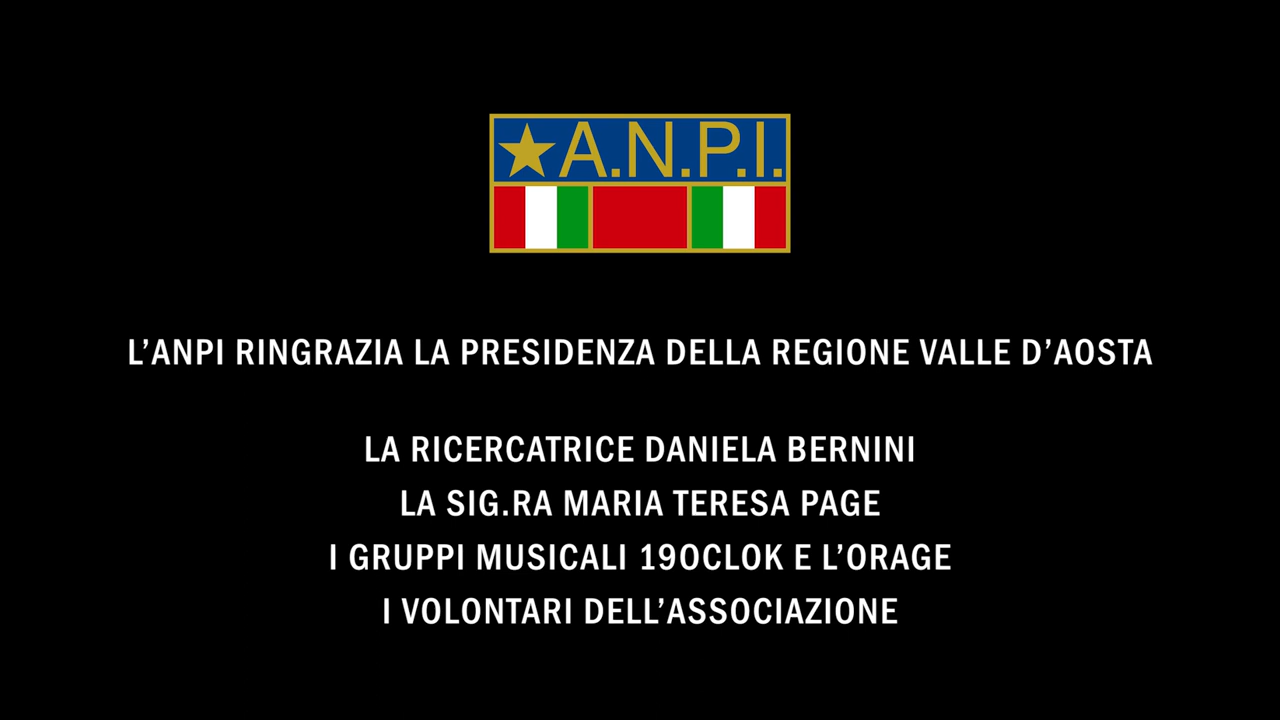 ★A.N.P.I.
L’ANPI RINGRAZIA LA PRESIDENZA DELLA REGIONE VALLE D’AOSTA
LA RICERCATRICE DANIELA BERNINI
LA SIG.RA MARIA TERESA PAGE
I GRUPPI MUSICALI 19OCLOK E L’ORAGE
I VOLONTARI DELL’ASSOCIAZIONE